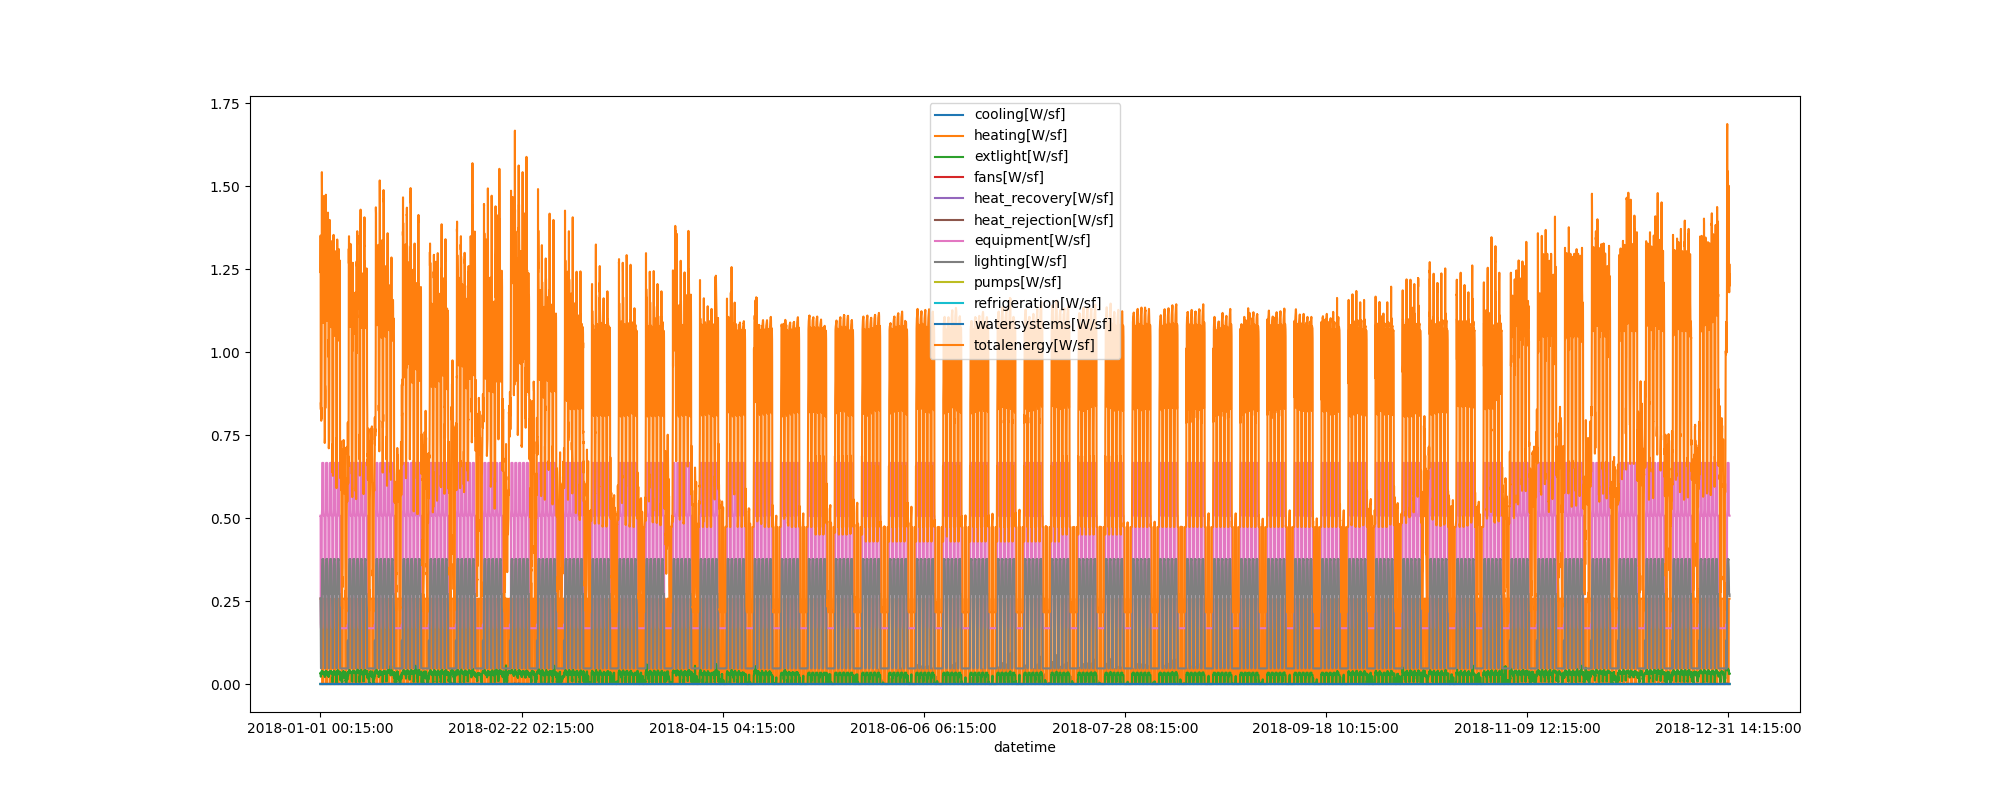 1.75
1.50
1.25
1.00
0.75
0.50
0.25
0.00
cooling[W/sf]
heating[W/sf]
extlight[W/sf]
fans[W/sf]
heat_recovery[W/sf]
heat_rejection[W/sf]
equipment[W/sf]
lighting[W/sf]
pumps[W/sf]
refrigeration[W/sf]
watersystems[W/sf]
totalenergy[W/sf]
2018-01-01 00:15:00 2018-02-22 02:15:00 2018-04-15 04:15:00 2018-06-06 06:15:00 2018-07-28 08:15:00 2018-09-18 10:15:00 2018-11-09 12:15:00 2018-12-31 14:15:00
datetime